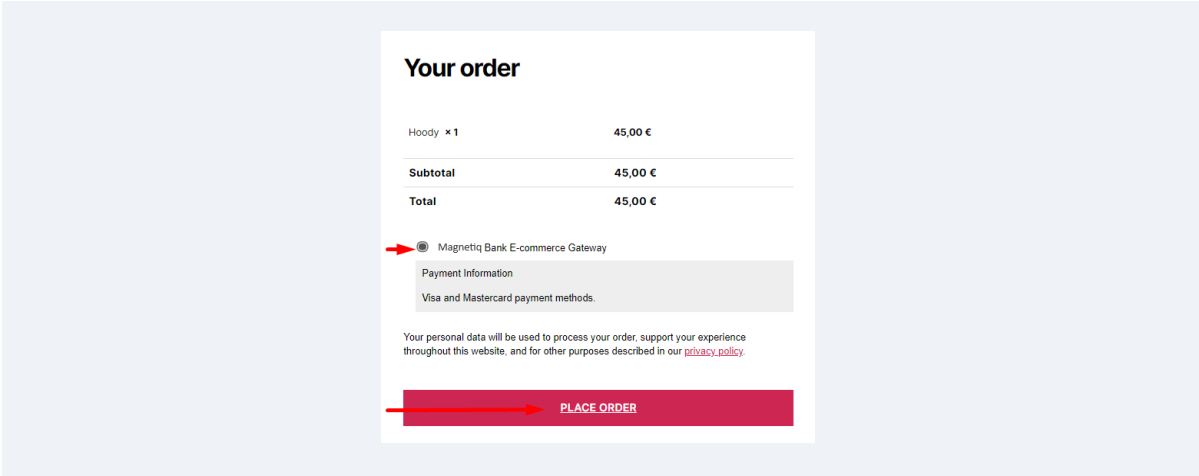 Your order
Hoody × 1 45,00 €
Subtotal 45,00 €
Total 45,00 €
Magnetiq Bank E-commerce Gateway
Payment Information
Visa and Mastercard payment methods.
Your personal data will be used to process your order, support your experience
throughout this website, and for other purposes described in our privacy policy.
PLACE ORDER